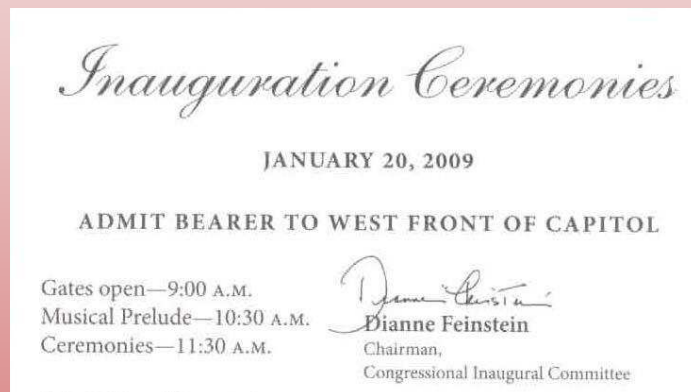 Inauguration Ceremonies
JANUARY 20, 2009
ADMIT BEARER TO WEST FRONT OF CAPITOL
Gates open—9:00 A.M.
Musical Prelude—10:30 A.M.
Ceremonies—11:30 A.M.
Dianne Feinstein
Dianne Feinstein
Chairman,
Congressional Inaugural Committee